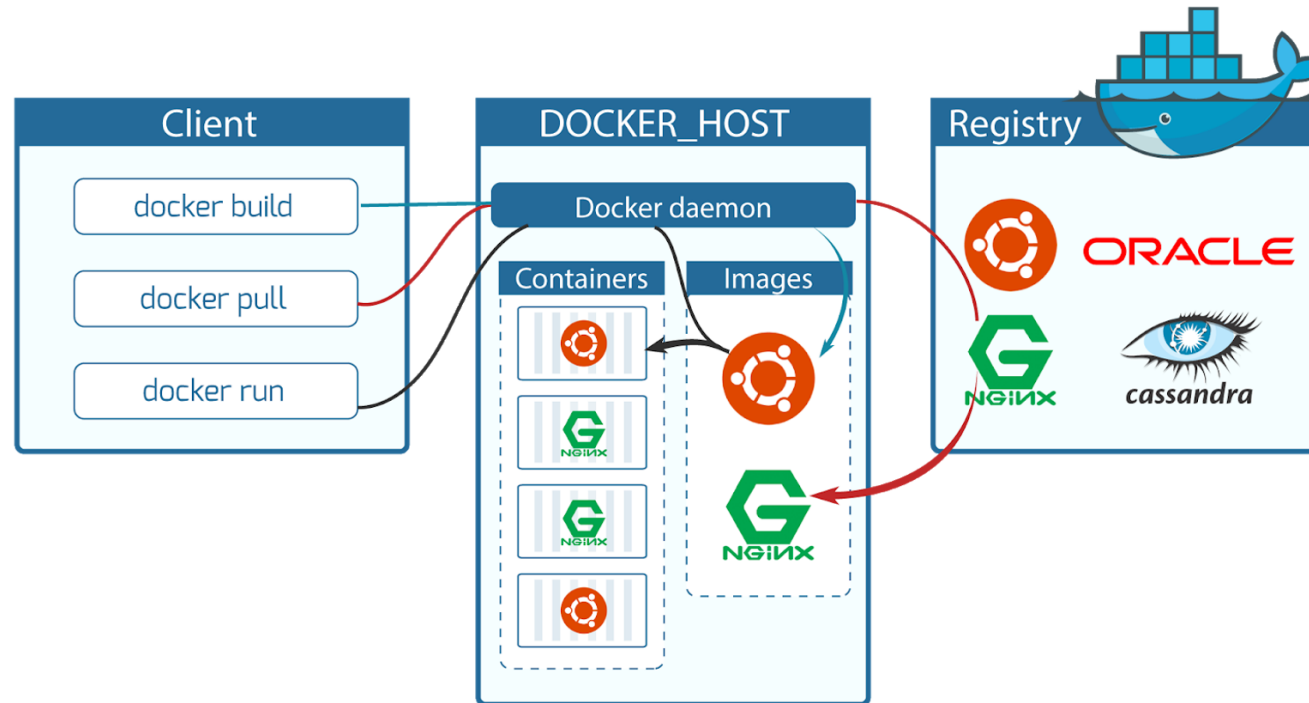 Client
docker build
docker pull
docker run
DOCKER_HOST
Docker daemon
Containers
NGiNX
NGiNX
Images
NGiNX
Registry
ORACLE
NGiNX
cassandra